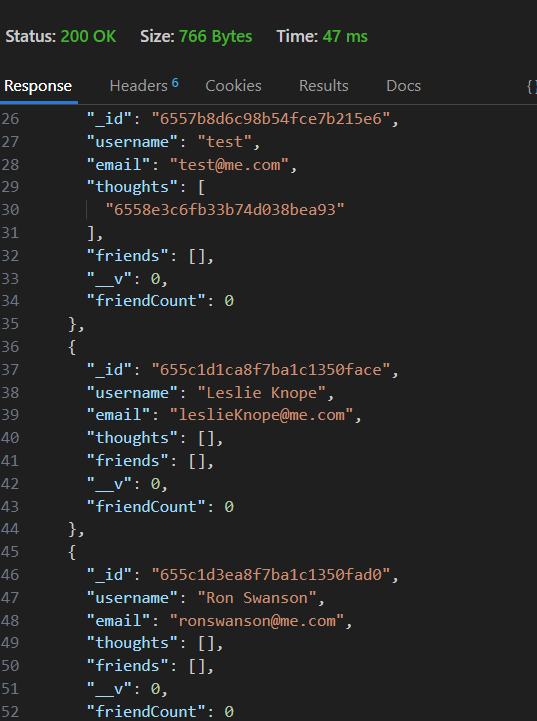 Status: 200 OK Size: 766 Bytes Time: 47 ms
Response Headers 6 Cookies Results Docs {}
26 "_id": "6557b8d6c98b54fce7b215e6",
27 "username": "test",
28 "email": "test@me.com",
29 "thoughts": [
30 "6558e3c6fb33b74d038bea93"
31 ],
32 "friends": [],
33 "__v": 0,
34 "friendCount": 0
35 },
36 {
37 "_id": "655c1d1ca8f7ba1c1350face",
38 "username": "Leslie Knope",
39 "email": "leslieKnope@me.com",
40 "thoughts": [],
41 "friends": [],
42 "__v": 0,
43 "friendCount": 0
44 },
45 {
46 "_id": "655c1d3ea8f7ba1c1350fad0",
47 "username": "Ron Swanson",
48 "email": "ronswanson@me.com",
49 "thoughts": [],
50 "friends": [],
51 "__v": 0,
52 "friendCount": 0